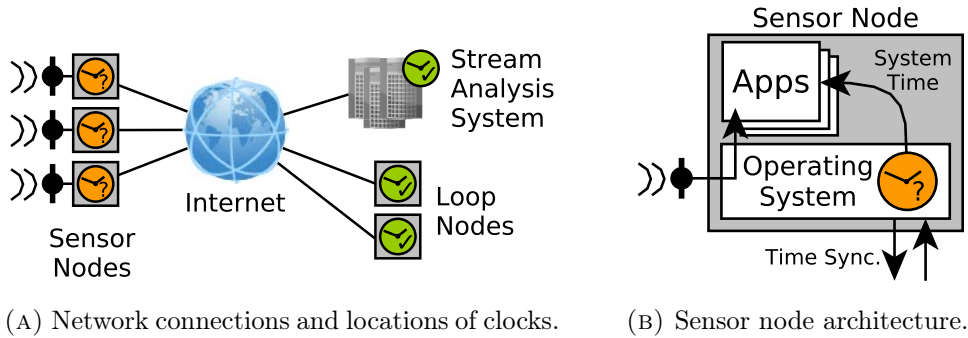 Stream
Analysis
System
Internet
Loop
Nodes
Sensor
Nodes
(A) Network connections and locations of clocks.
Sensor Node
System
Time
Apps
Operating
System
?
Time Sync.
(B) Sensor node architecture.
?
?
?